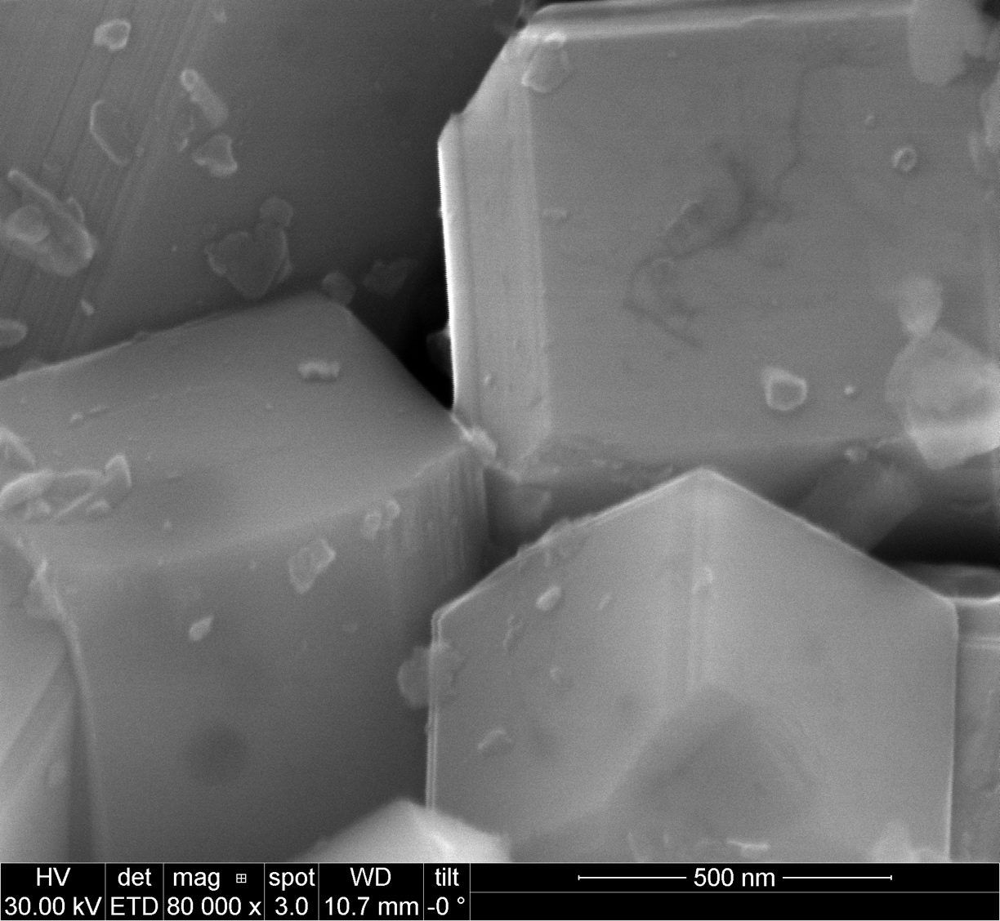 HV det mag ⊞ spot WD tilt 500 nm
30.00 kV ETD 80 000 x 3.0 10.7 mm -0 °